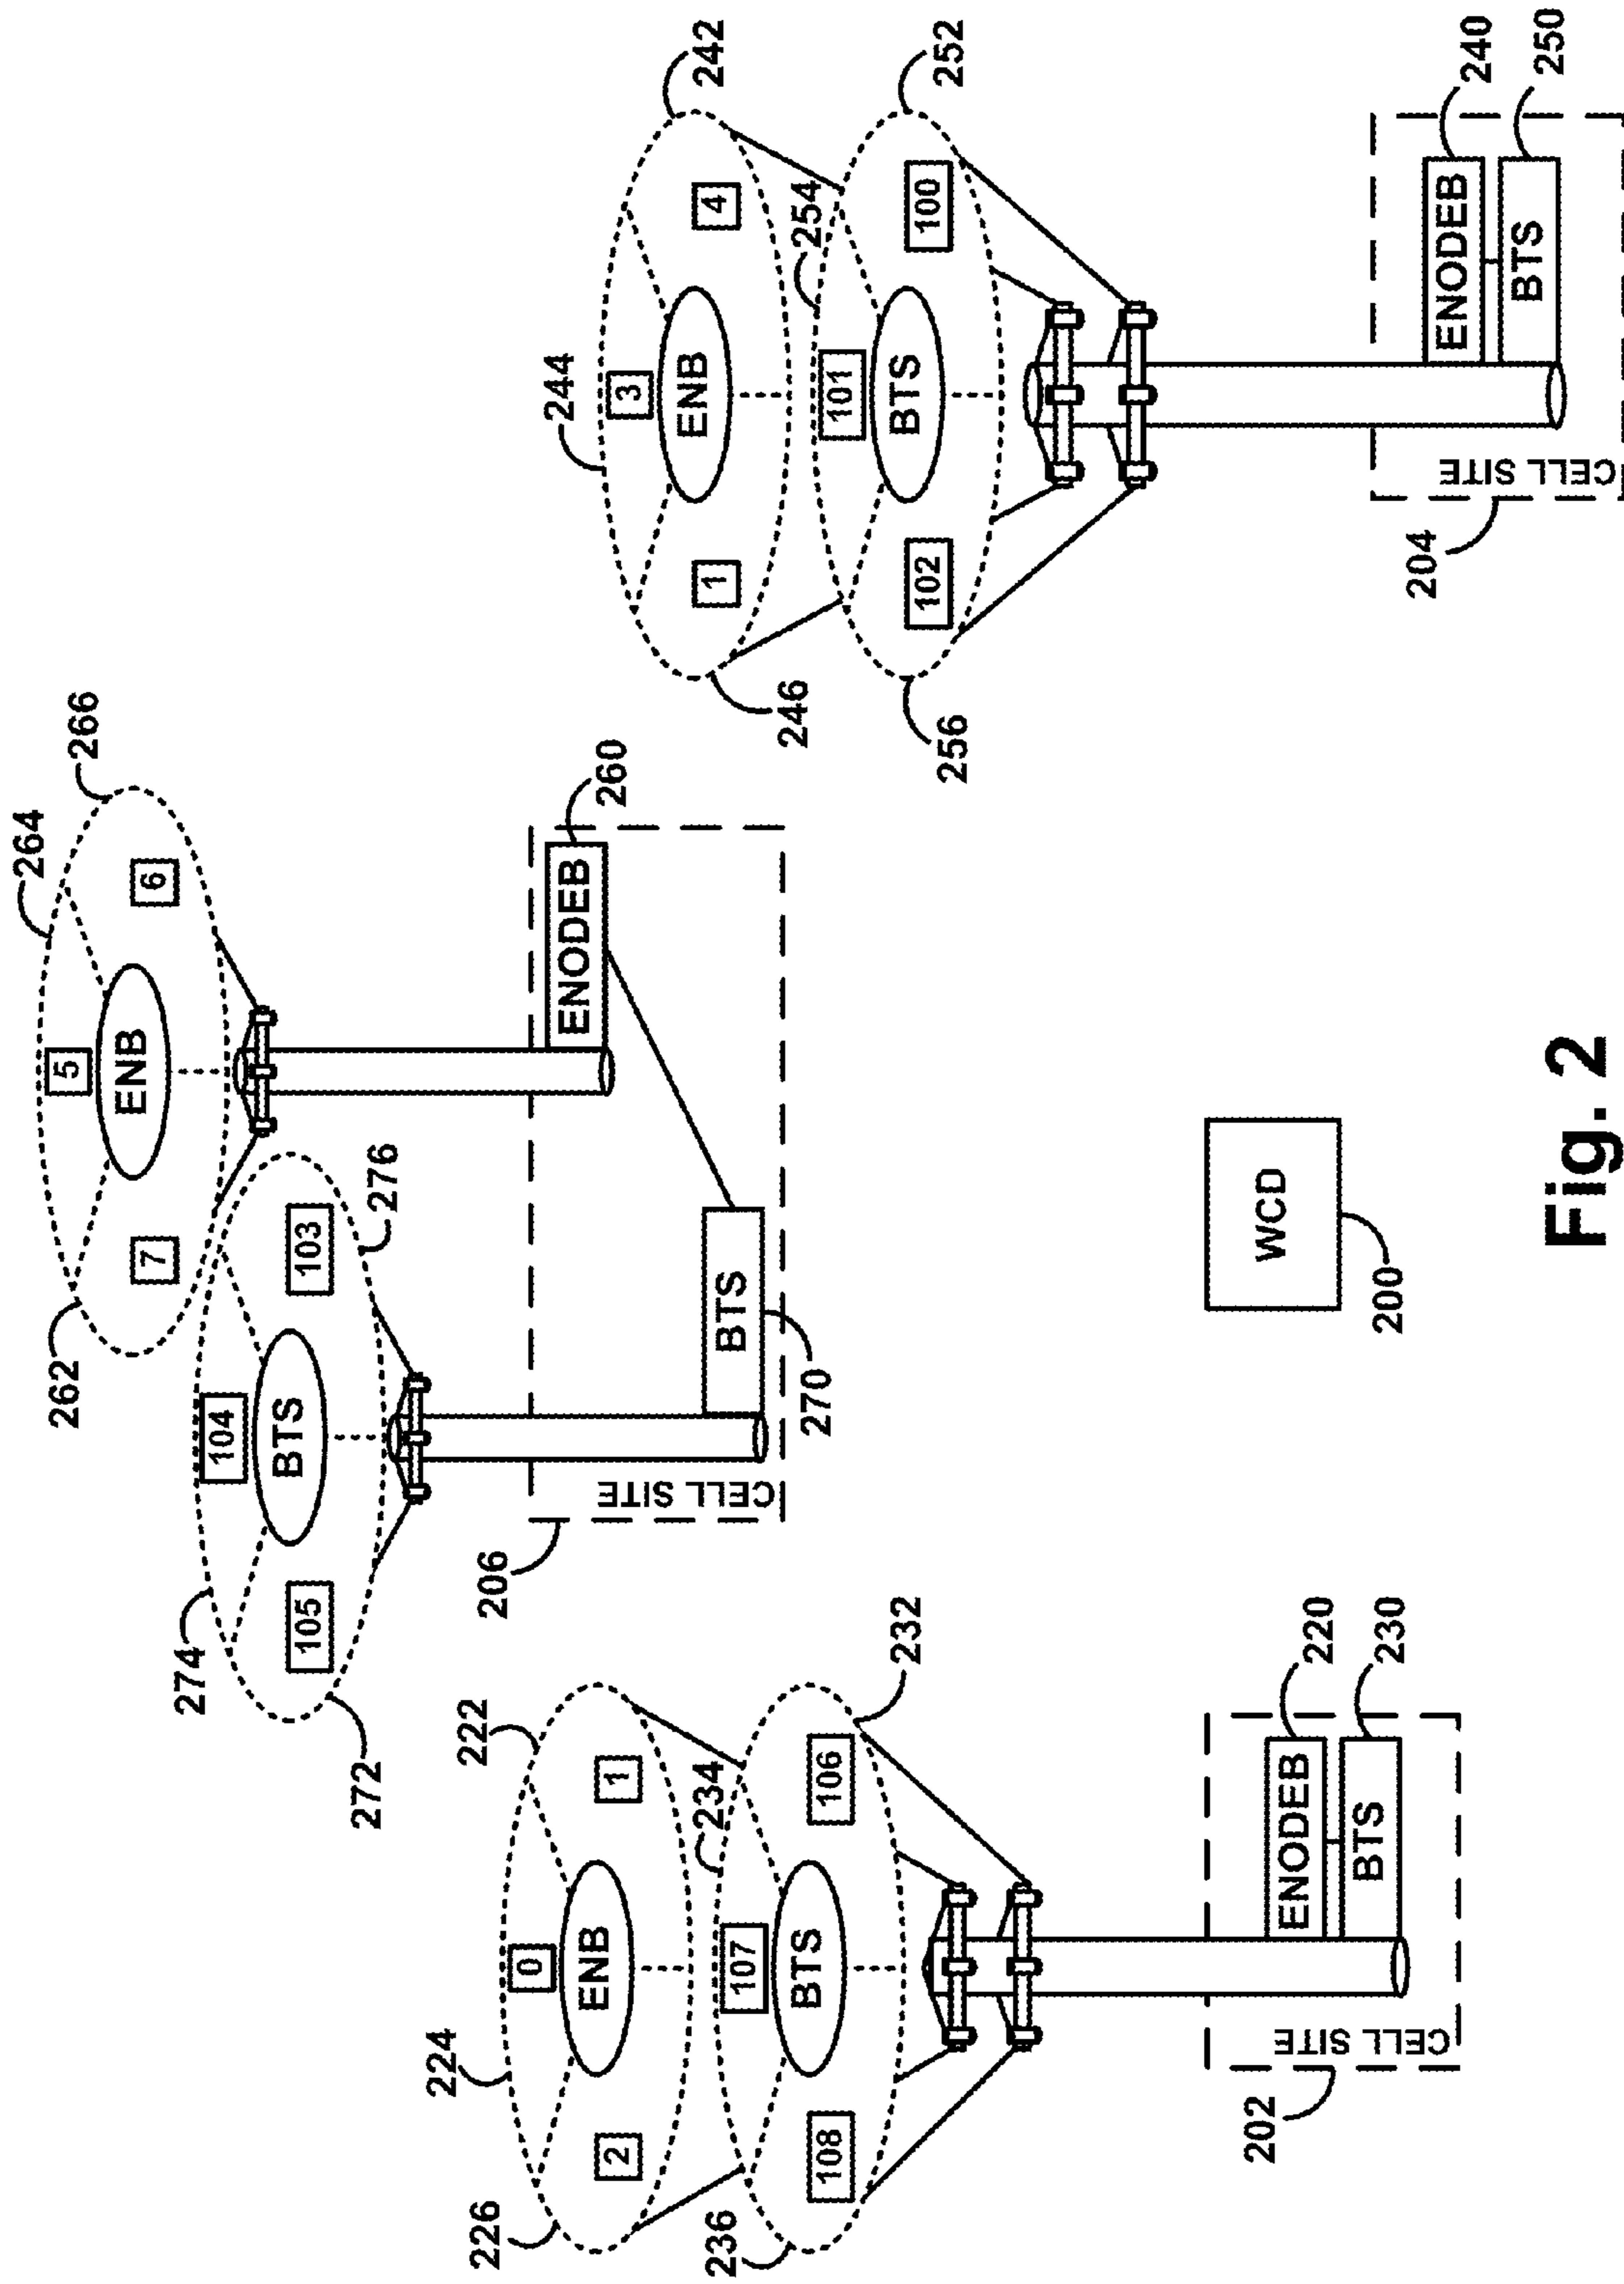 264
266
5
ENB
7
6
262
274
104
BTS
105
103
276
272
260
ENODEB
BTS
270
CELL SITE
206
224
222
0
ENB
2
1
226
234
107
BTS
108
106
232
236
220
ENODEB
230
BTS
CELL SITE
202
244
242
3
ENB
1
4
246
254
252
101
BTS
102
100
256
240
ENODEB
250
BTS
CELL SITE
204
WCD
200
Fig. 2